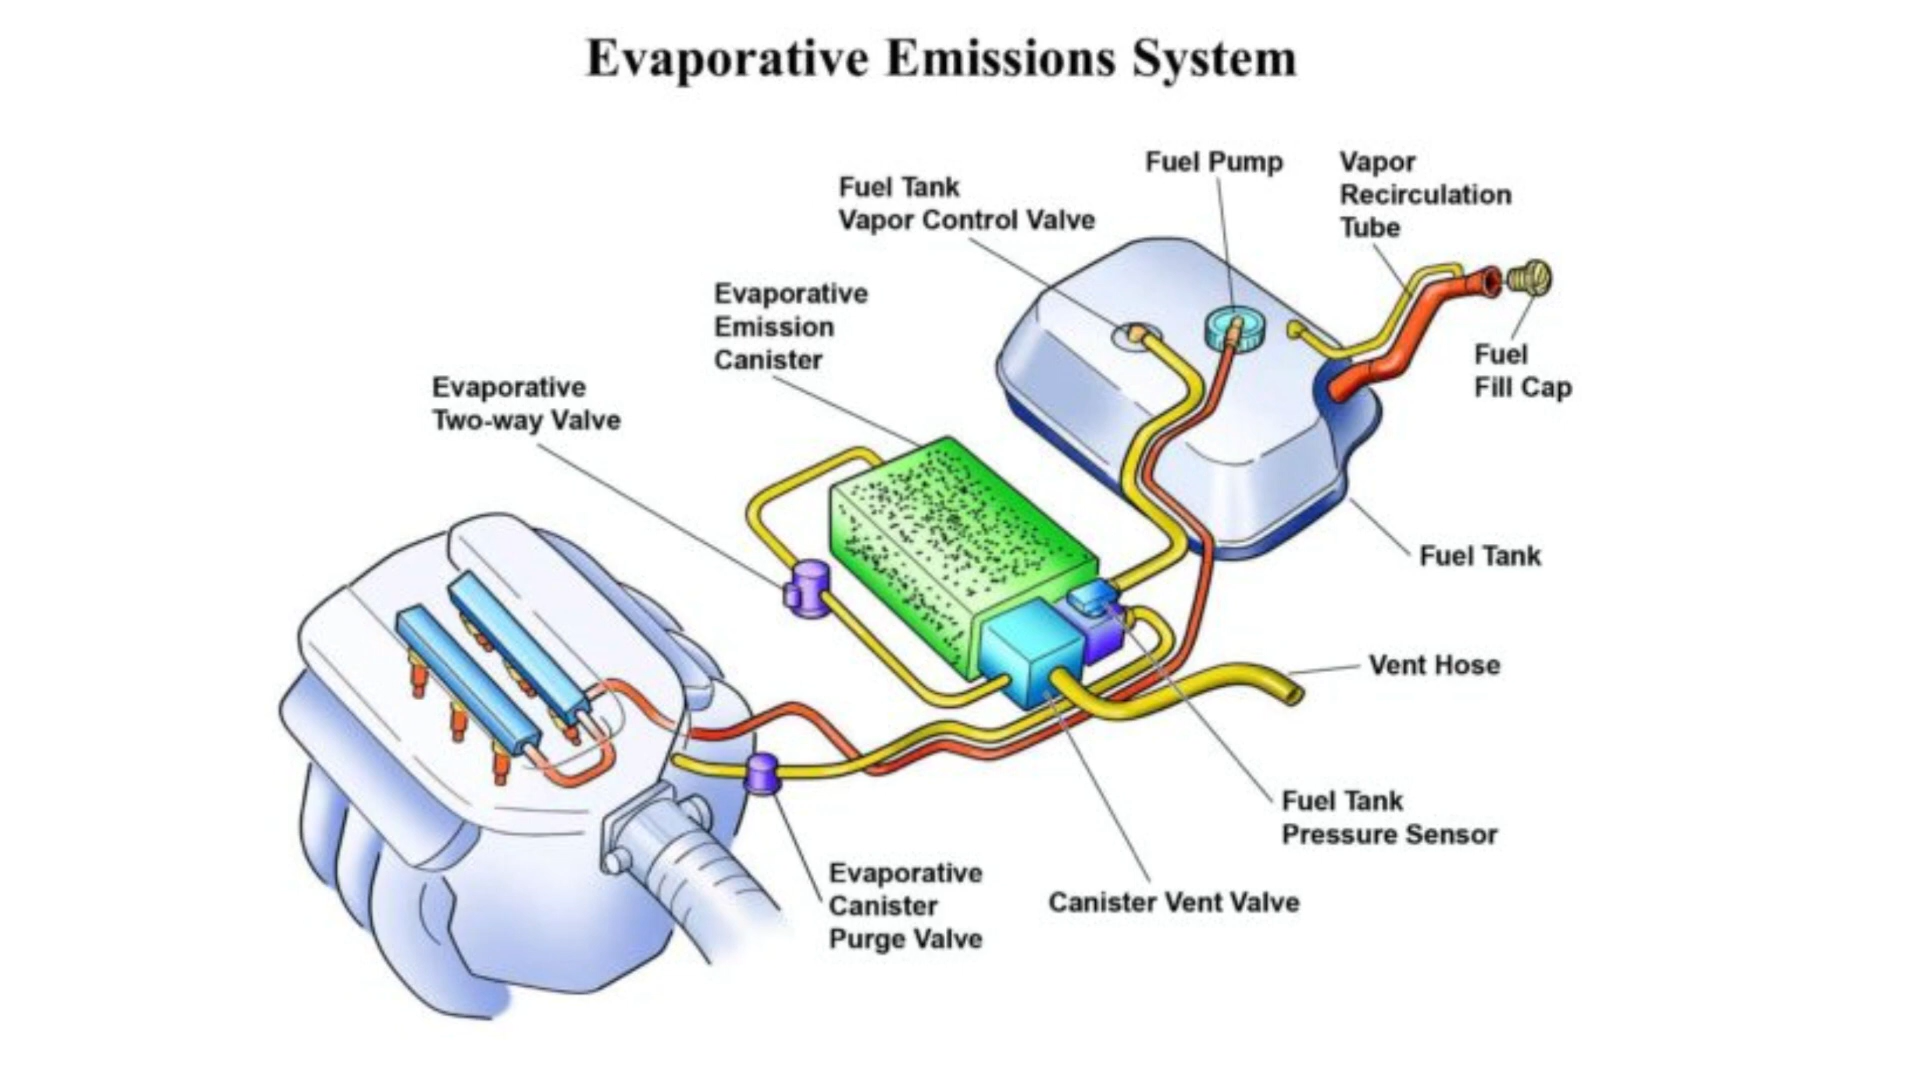 Evaporative Emissions System
Fuel Pump
Vapor
Recirculation
Tube
Fuel Tank
Vapor Control Valve
Evaporative
Emission
Canister
Fuel
Fill Cap
Evaporative
Two-way Valve
Fuel Tank
Vent Hose
Fuel Tank
Pressure Sensor
Evaporative
Canister
Purge Valve
Canister Vent Valve